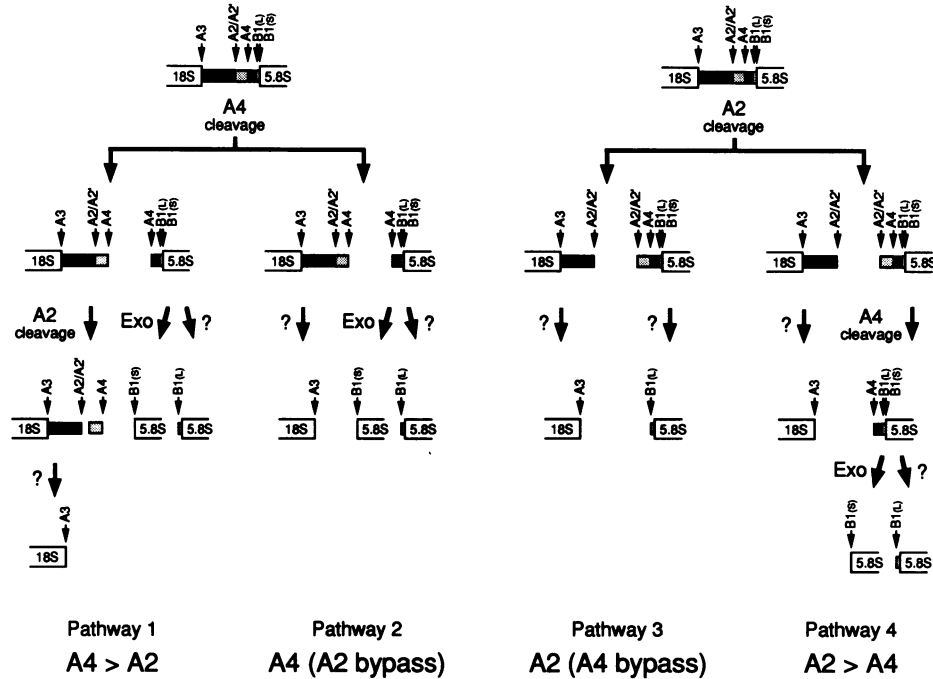 A3 A2/A2' A4 B1(L) B1(S)
A3 A2/A2' A4 B1(L) B1(S)
18S 5.8S
18S 5.8S
A4
cleavage
A2
cleavage
A3 A2/A2' A4 A4 B1(L) B1(S)
A3 A2/A2' A4 A4 B1(L) B1(S)
A3 A2/A2' A2/A2' A4 B1(L) B1(S)
A3 A2/A2' A2/A2' A4 B1(L) B1(S)
18S 5.8S
18S 5.8S
18S 5.8S
18S 5.8S
A2
cleavage
Exo ?
? Exo ?
? ?
? A4
cleavage
A3 A2/A2' A4 B1(S) B1(L)
A3 B1(S) B1(L)
A3 B1(L)
A3 A4 B1(L) B1(S)
18S 5.8S 5.8S
18S 5.8S 5.8S
18S 5.8S
18S 5.8S
? A3
Exo ?
B1(S) B1(L)
18S
5.8S 5.8S
Pathway 1 Pathway 2 Pathway 3 Pathway 4
A4 > A2 A4 (A2 bypass) A2 (A4 bypass) A2 > A4